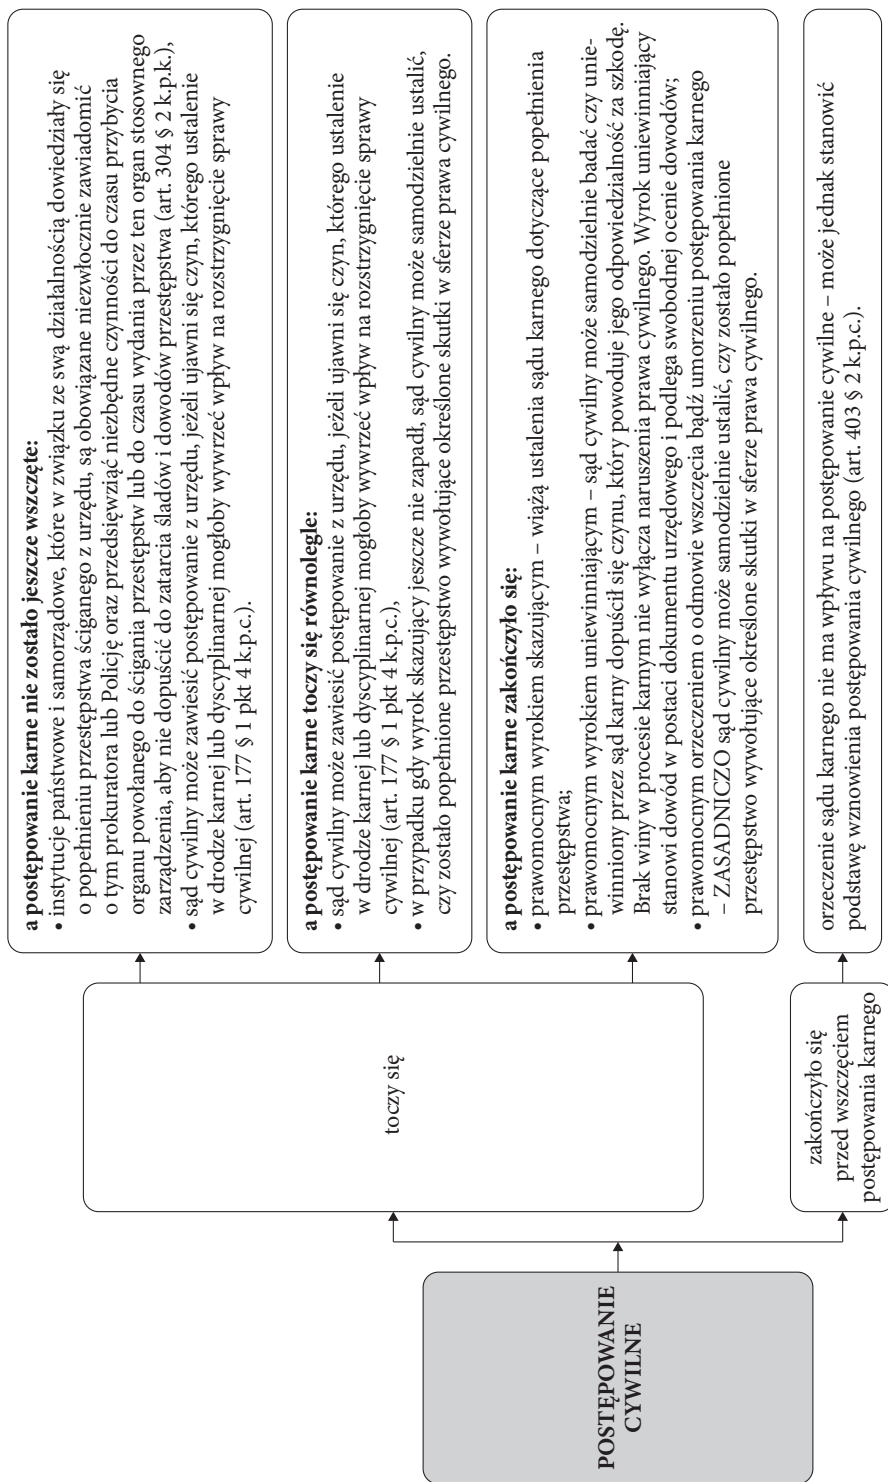 POSTĘPOWANIE
CYWILNE
toczy się
a postępowanie karne nie zostało jeszcze wszczęte:
• instytucje państwowe i samorządowe, które w związku ze swą działalnością dowiedziały się
o popełnieniu przestępstwa ściganego z urzędu, są obowiązane niezwłocznie zawiadomić
o tym prokuratora lub Policję oraz przedsięwziąć niezbędne czynności do czasu przybycia
organu powołanego do ścigania przestępstw lub do czasu wydania przez ten organ stosownego
zarządzenia, aby nie dopuścić do zatarcia śladów i dowodów przestępstwa (art. 304 § 2 k.p.k.),
• sąd cywilny może zawiesić postępowanie z urzędu, jeżeli ujawni się czyn, którego ustalenie
w drodze karnej lub dyscyplinarnej mogłoby wywrzeć wpływ na rozstrzygnięcie sprawy
cywilnej (art. 177 § 1 pkt 4 k.p.c.).
a postępowanie karne toczy się równolegle:
• sąd cywilny może zawiesić postępowanie z urzędu, jeżeli ujawni się czyn, którego ustalenie
w drodze karnej lub dyscyplinarnej mogłoby wywrzeć wpływ na rozstrzygnięcie sprawy
cywilnej (art. 177 § 1 pkt 4 k.p.c.),
• w przypadku gdy wyrok skazujący jeszcze nie zapadł, sąd cywilny może samodzielnie ustalić,
czy zostało popełnione przestępstwo wywołujące określone skutki w sferze prawa cywilnego.
a postępowanie karne zakończyło się:
• prawomocnym wyrokiem skazującym – wiążą ustalenia sądu karnego dotyczące popełnienia
przestępstwa;
• prawomocnym wyrokiem uniewinniającym – sąd cywilny może samodzielnie badać czy unie-
winniony przez sąd karny dopuścił się czynu, który powoduje jego odpowiedzialność za szkodę.
Brak winy w procesie karnym nie wyłącza naruszenia prawa cywilnego. Wyrok uniewinniający
stanowi dowód w postaci dokumentu urzędowego i podlega swobodnej ocenie dowodów;
• prawomocnym orzeczeniem o odmowie wszczęcia bądź umorzeniu postępowania karnego
– ZASADNICZO sąd cywilny może samodzielnie ustalić, czy zostało popełnione
przestępstwo wywołujące określone skutki w sferze prawa cywilnego.
zakończyło się
przed wszczęciem
postępowania karnego
orzeczenie sądu karnego nie ma wpływu na postępowanie cywilne – może jednak stanowić
podstawę wznowienia postępowania cywilnego (art. 403 § 2 k.p.c.).